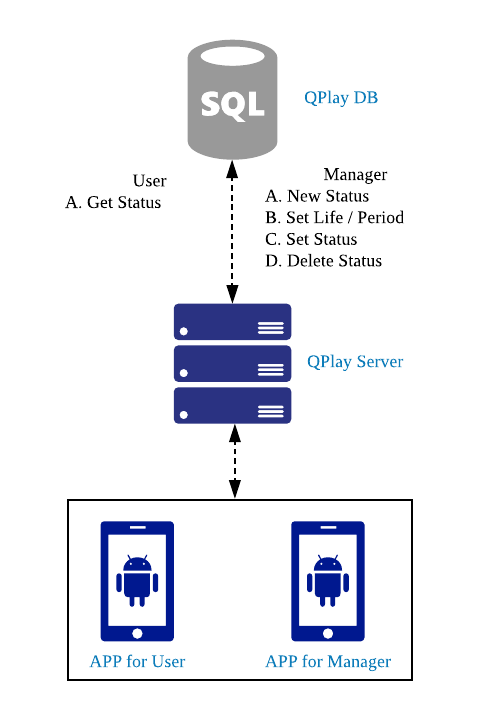 SQL
QPlay DB
User
A. Get Status
Manager
A. New Status
B. Set Life / Period
C. Set Status
D. Delete Status
QPlay Server
APP for User
APP for Manager